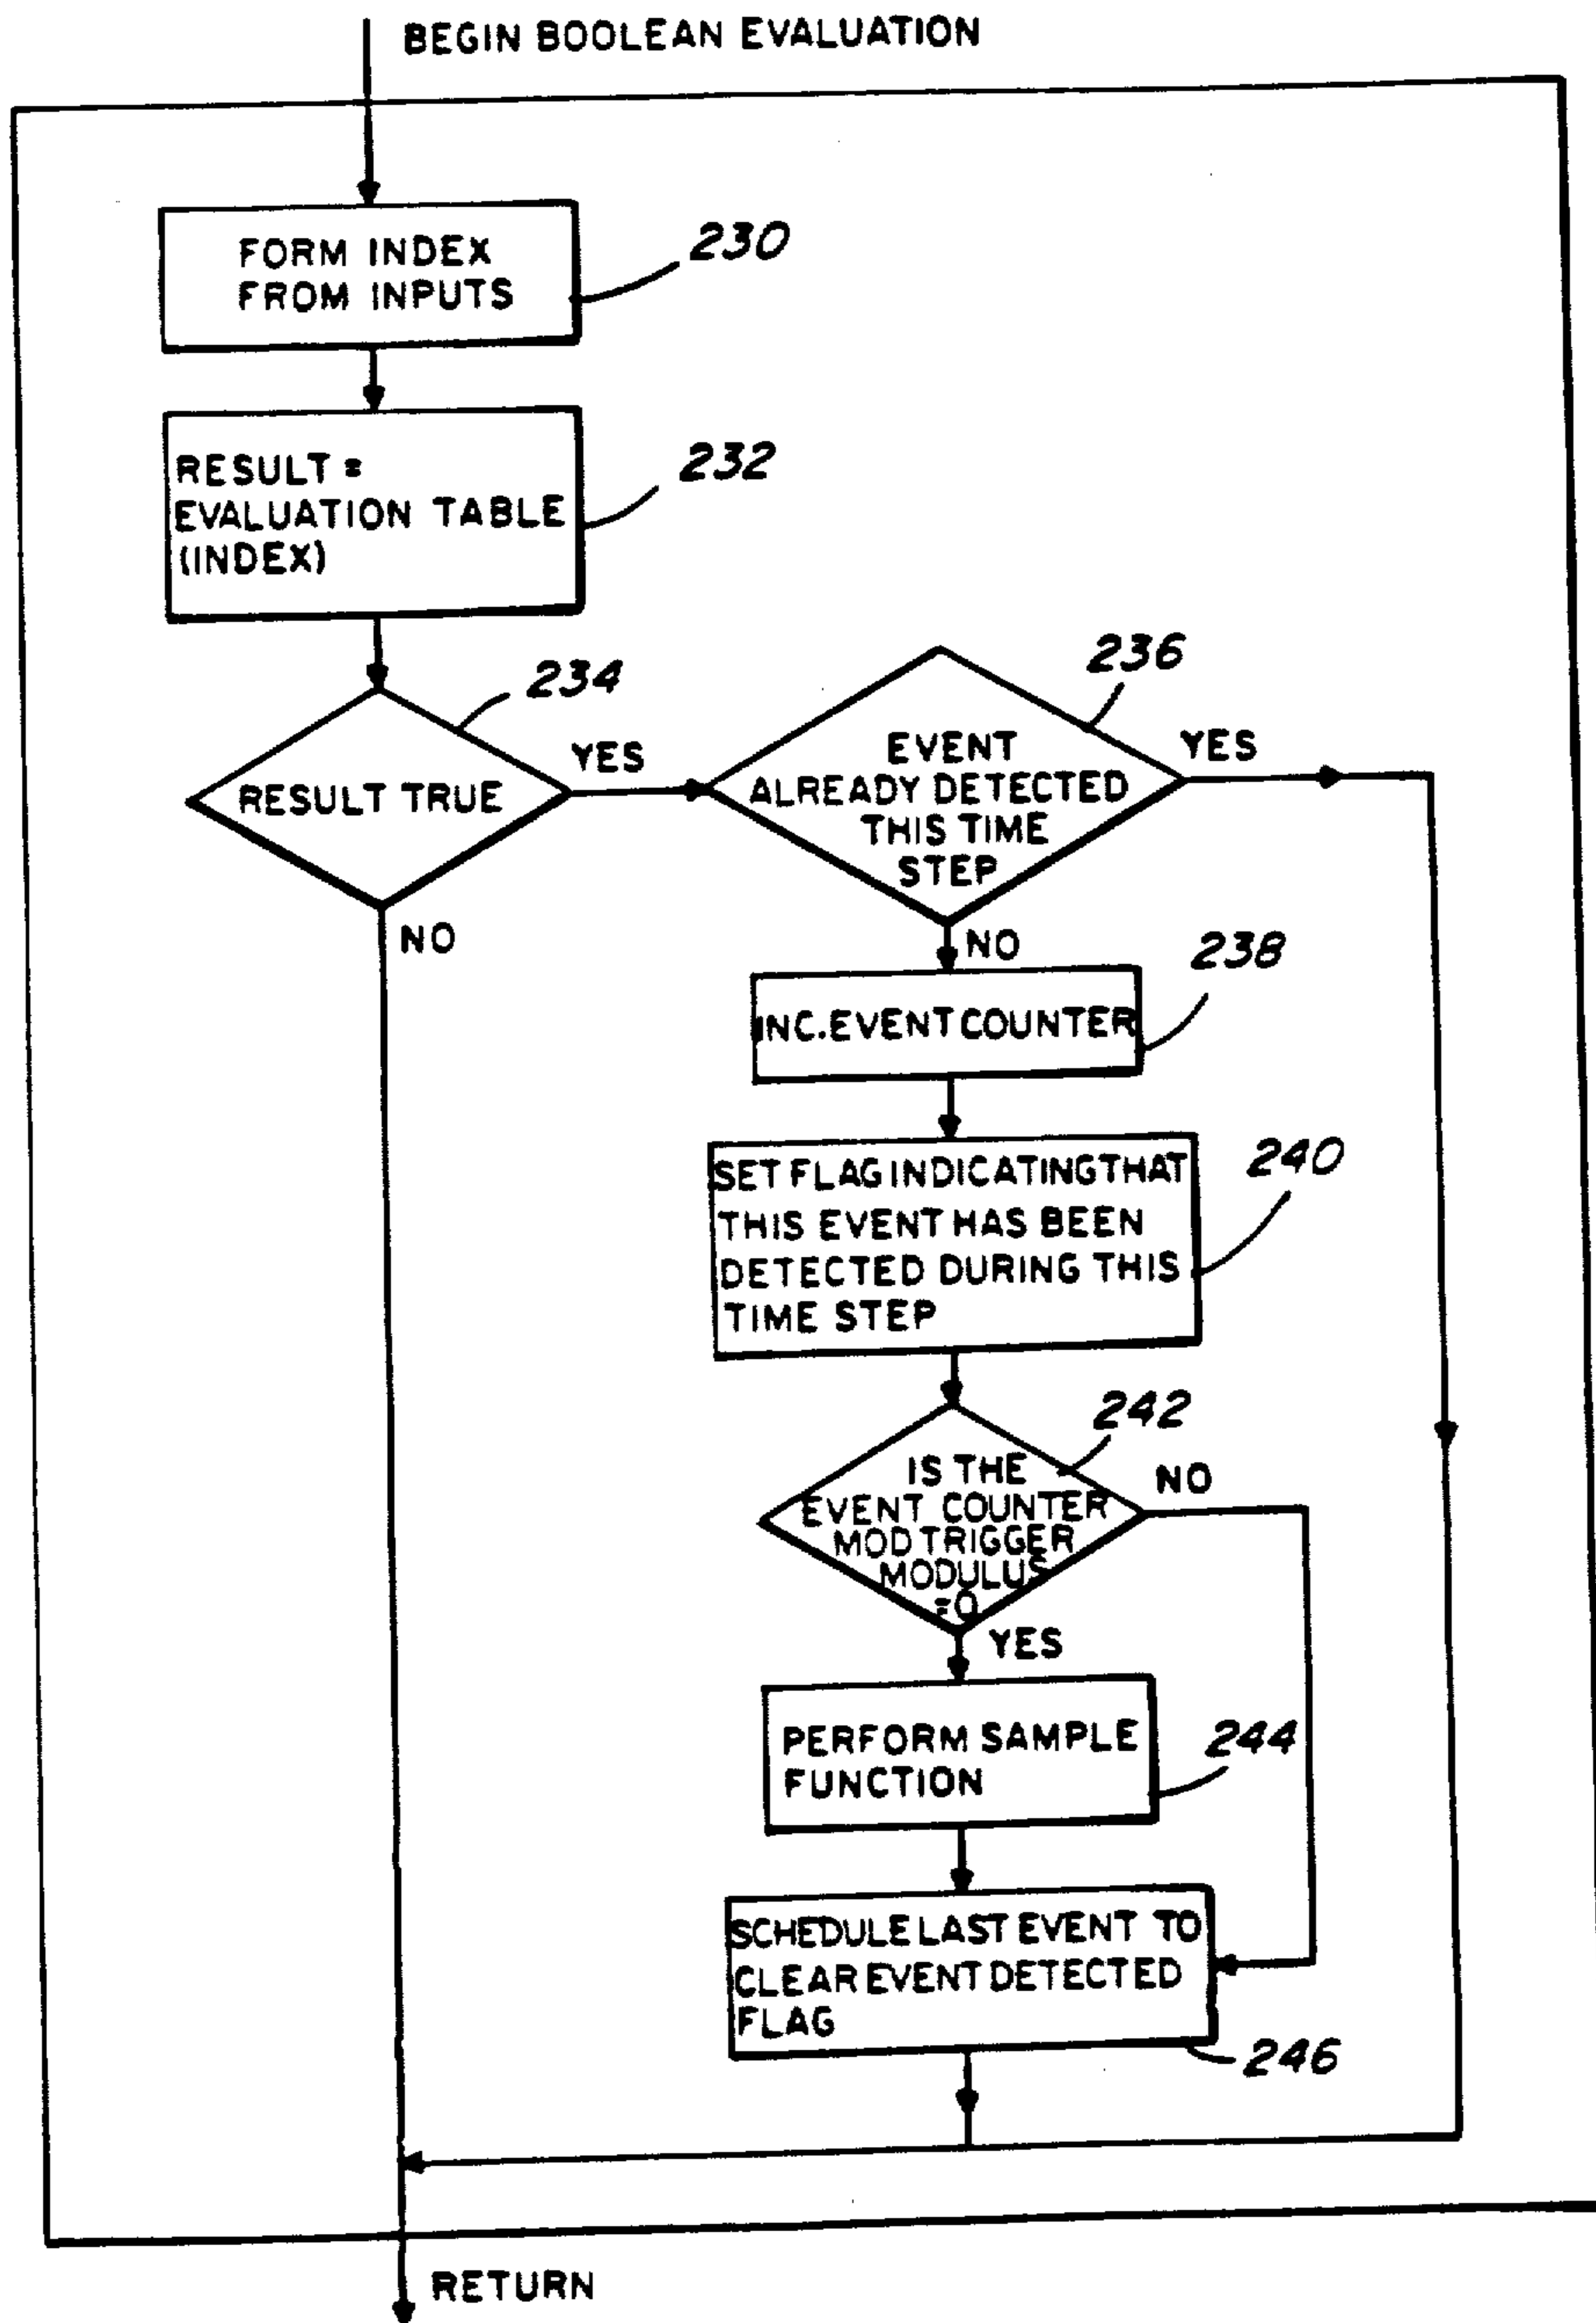 BEGIN BOOLEAN EVALUATION
FORM INDEX
FROM INPUTS
230
RESULT =
EVALUATION TABLE
(INDEX)
232
234
RESULT TRUE
YES
NO
236
EVENT
ALREADY DETECTED
THIS TIME
STEP
YES
NO
238
INC. EVENT COUNTER
SET FLAG INDICATING THAT
THIS EVENT HAS BEEN
DETECTED DURING THIS
TIME STEP
240
242
IS THE
EVENT COUNTER
MOD TRIGGER
MODULUS
=0
NO
YES
PERFORM SAMPLE
FUNCTION
244
SCHEDULE LAST EVENT TO
CLEAR EVENT DETECTED
FLAG
246
RETURN